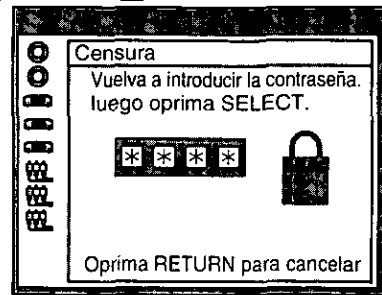 Censura
Vuelva a introducir la contraseña.
luego oprima SELECT.
* * * *
Oprima RETURN para cancelar